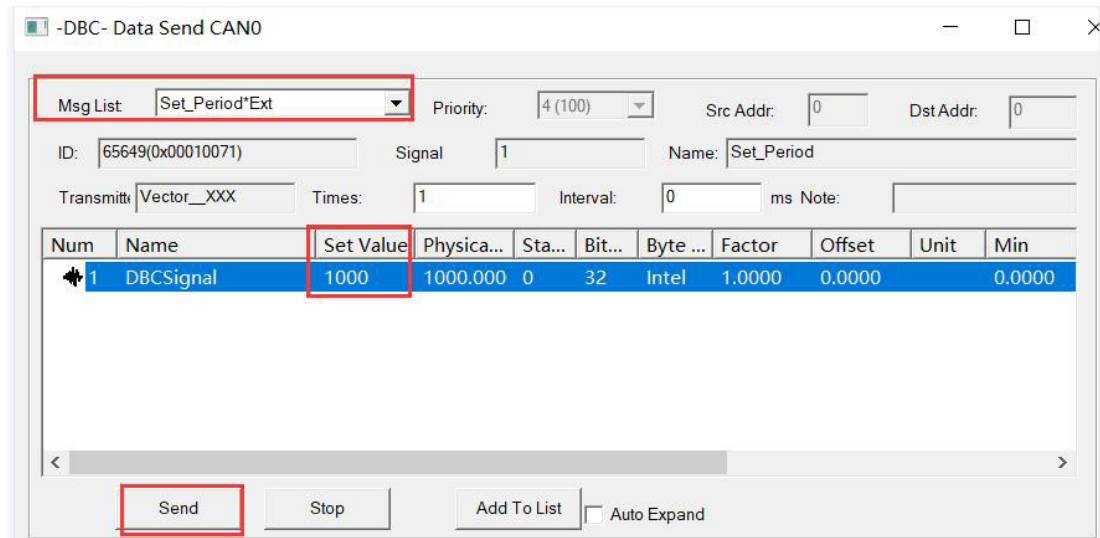 -DBC- Data Send CAN0
Msg List: Set_Period*Ext Priority: 4 (100) Src Addr: 0 Dst Addr: 0
ID: 65649(0x00010071) Signal 1 Name: Set_Period
Transmitte Vector__XXX Times: 1 Interval: 0 ms Note:
Num Name Set Value Physica... Sta... Bit... Byte ... Factor Offset Unit Min
1 DBCSignal 1000 1000.000 0 32 Intel 1.0000 0.0000 0.0000
Send Stop Add To List Auto Expand